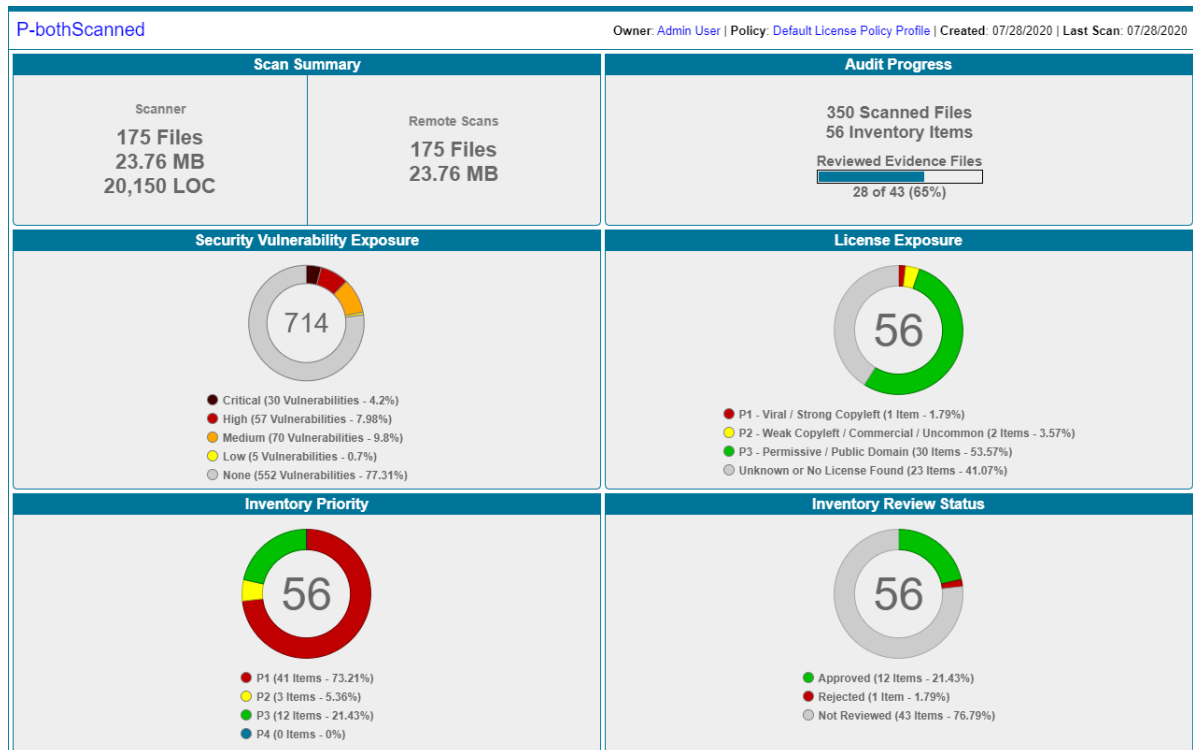 P-bothScanned
Owner: Admin User | Policy: Default License Policy Profile | Created: 07/28/2020 | Last Scan: 07/28/2020
Scan Summary
Scanner
175 Files
23.76 MB
20,150 LOC
Remote Scans
175 Files
23.76 MB
Audit Progress
350 Scanned Files
56 Inventory Items
Reviewed Evidence Files
28 of 43 (65%)
Security Vulnerability Exposure
714
Critical (30 Vulnerabilities - 4.2%)
High (57 Vulnerabilities - 7.98%)
Medium (70 Vulnerabilities - 9.8%)
Low (5 Vulnerabilities - 0.7%)
None (552 Vulnerabilities - 77.31%)
License Exposure
56
P1 - Viral / Strong Copyleft (1 Item - 1.79%)
P2 - Weak Copyleft / Commercial / Uncommon (2 Items - 3.57%)
P3 - Permissive / Public Domain (30 Items - 53.57%)
Unknown or No License Found (23 Items - 41.07%)
Inventory Priority
56
P1 (41 Items - 73.21%)
P2 (3 Items - 5.36%)
P3 (12 Items - 21.43%)
P4 (0 Items - 0%)
Inventory Review Status
56
Approved (12 Items - 21.43%)
Rejected (1 Item - 1.79%)
Not Reviewed (43 Items - 76.79%)